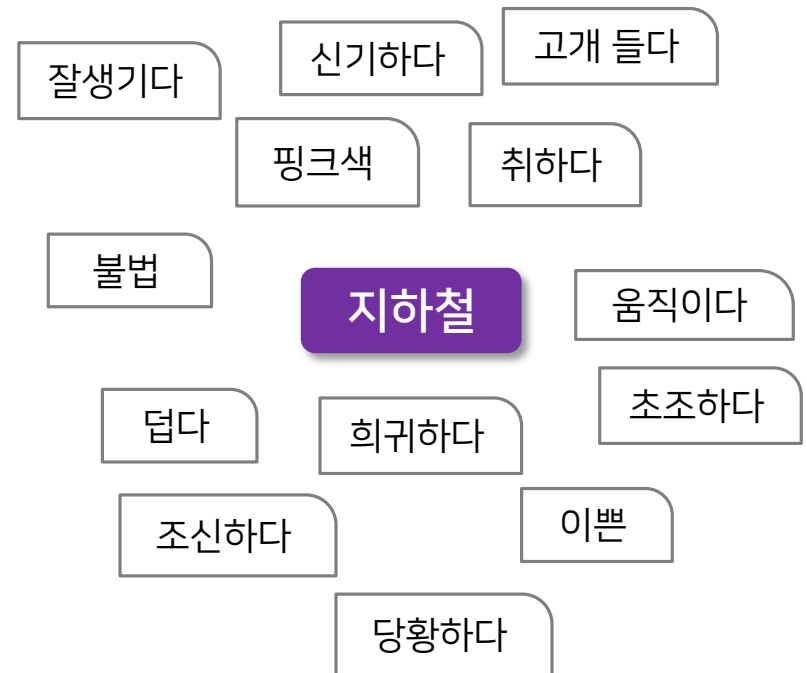 고개 들다
신기하다
잘생기다
핑크색
취하다
불법
지하철
움직이다
초조하다
덥다
희귀하다
이쁜
조신하다
당황하다